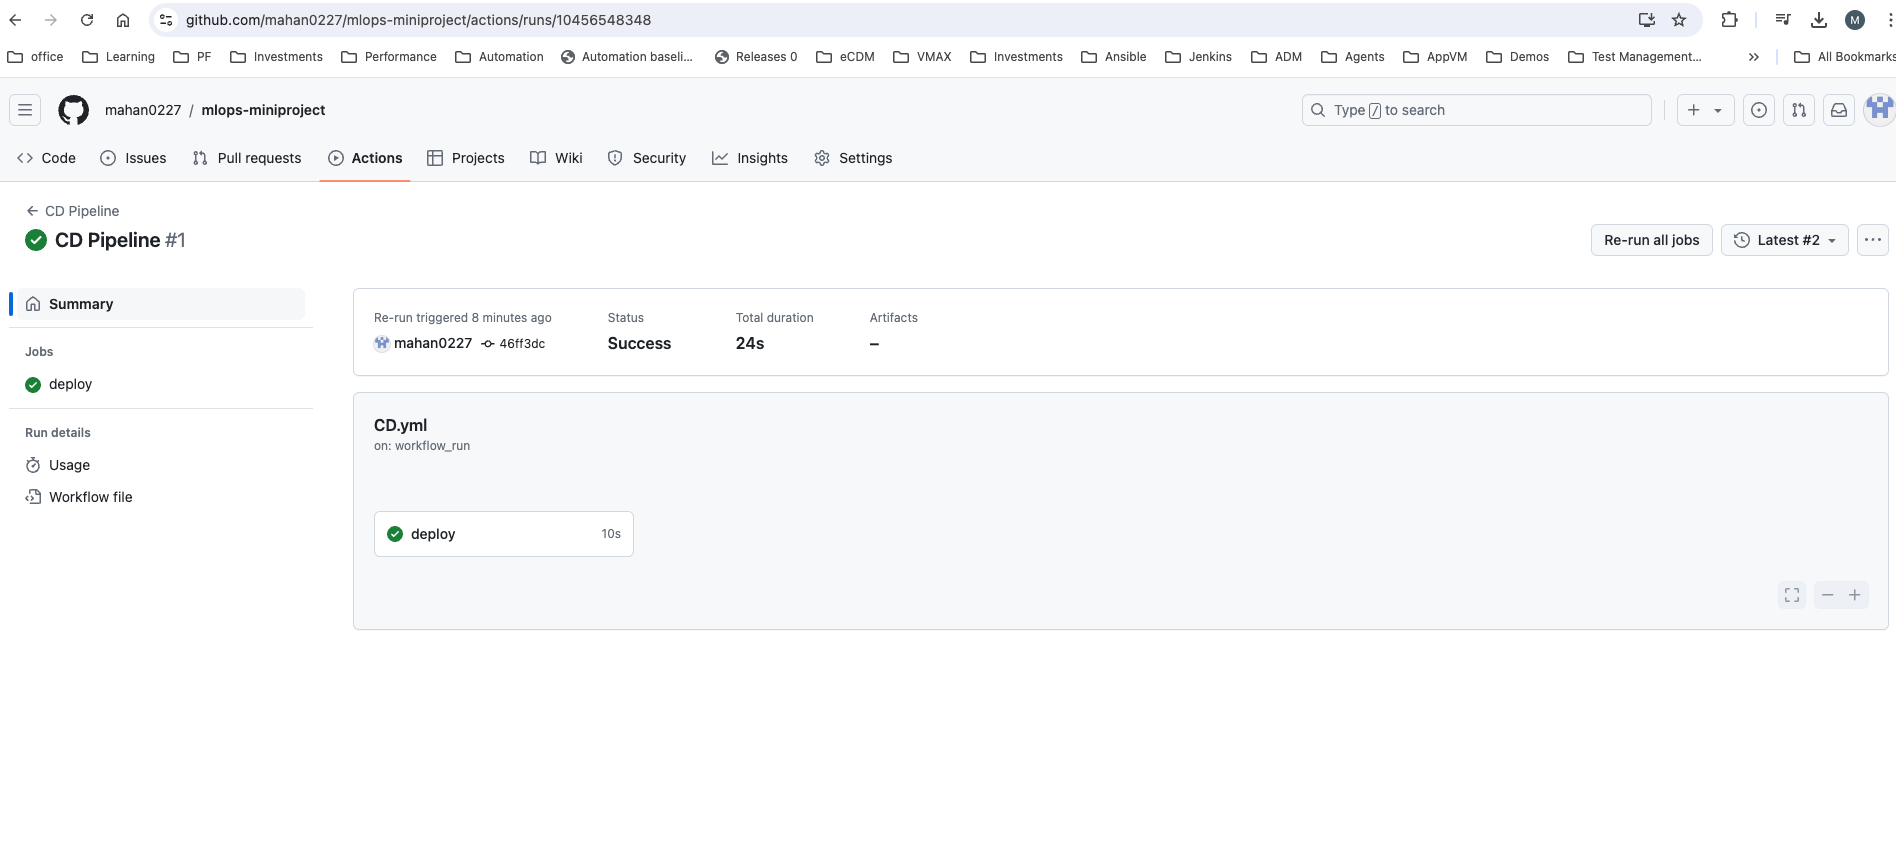 github.com/mahan0227/mlops-miniproject/actions/runs/10456548348
M
office Learning PF Investments Performance Automation Automation baseli... Releases 0 eCDM VMAX Investments Ansible Jenkins ADM Agents AppVM Demos Test Management... » All Bookmarks
mahan0227 / mlops-miniproject
Type / to search
Code Issues Pull requests Actions Projects Wiki Security Insights Settings
CD Pipeline
CD Pipeline #1
Re-run all jobs Latest #2
Summary
Jobs
deploy
Run details
Usage
Workflow file
Re-run triggered 8 minutes ago Status Total duration Artifacts
mahan0227 46ff3dc Success 24s –
CD.yml
on: workflow_run
deploy 10s